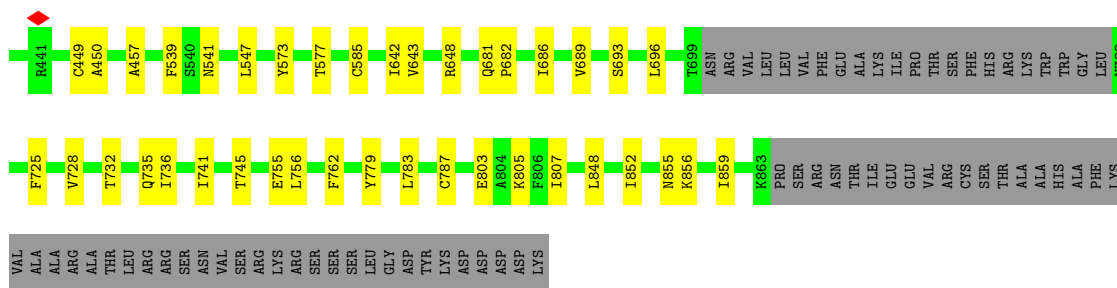 R441 C449 A450 A457 F539 S540 N541 L547 Y573 T577 C585 I642 V643 R648 Q681 P682 I686 V689 S693 L696 T699 ASN ARG VAL LEU LEU VAL PHE GLU ALA LYS ILE PRO THR SER PHE HIS ARG LYS TRP TRP GLY LEU
F725 V728 T732 Q735 I736 I741 T745 E755 L756 F762 Y779 L783 C787 E803 A804 K805 F806 I807 L848 I852 N855 K856 I859 K863 PRO SER ARG ASN THR ILE GLU GLU VAL ARG CYS SER THR ALA ALA HIS ALA PHE LYS
VAL ALA ALA ARG ALA THR LEU ARG ARG SER ASN VAL SER ARG LYS ARG SER SER SER LEU GLY ASP TYR LYS ASP ASP ASP ASP LYS